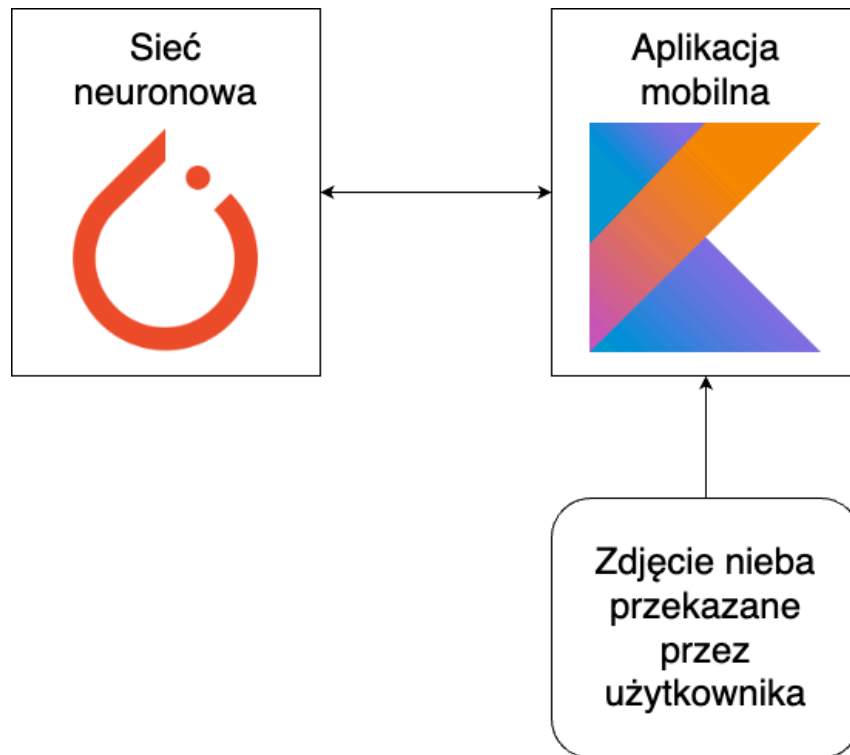 Sieć
neuronowa
Aplikacja
mobilna
Zdjęcie nieba
przekazane
przez
użytkownika